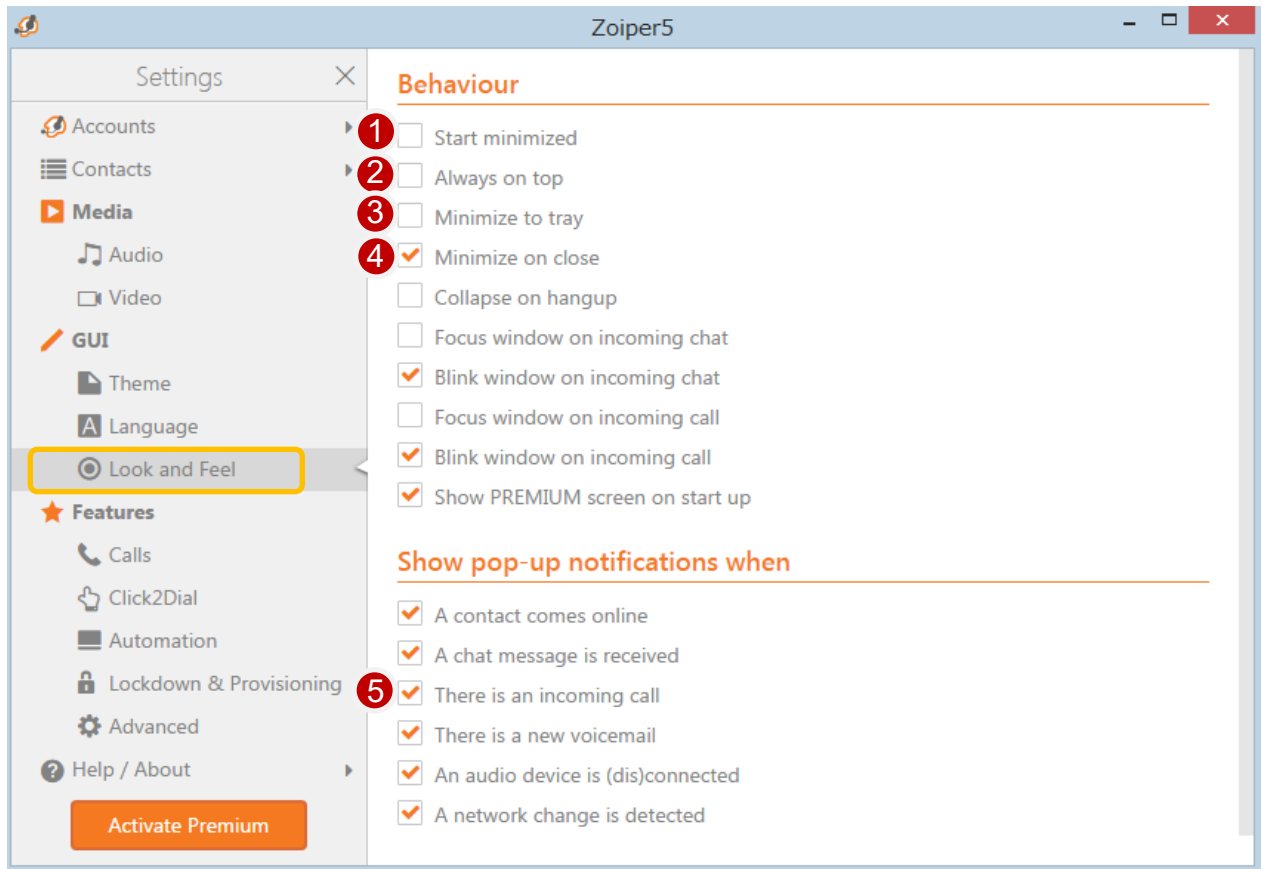 Zoiper5
Settings
Accounts
Contacts
Media
Audio
Video
GUI
Theme
A Language
Look and Feel
Features
Calls
Click2Dial
Automation
Lockdown & Provisioning
Advanced
? Help / About
Activate Premium
Behaviour
1 Start minimized
2 Always on top
3 Minimize to tray
4 Minimize on close
Collapse on hangup
Focus window on incoming chat
Blink window on incoming chat
Focus window on incoming call
Blink window on incoming call
Show PREMIUM screen on start up
Show pop-up notifications when
A contact comes online
A chat message is received
5 There is an incoming call
There is a new voicemail
An audio device is (dis)connected
A network change is detected